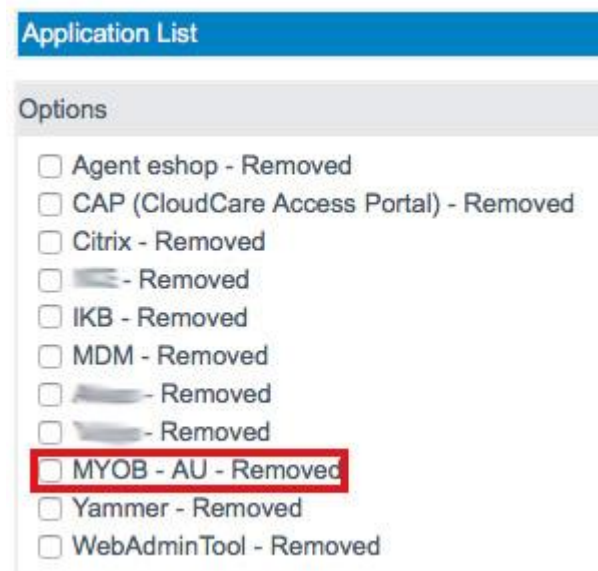 Application List
Options
Agent eshop - Removed
CAP (CloudCare Access Portal) - Removed
Citrix - Removed
- Removed
IKB - Removed
MDM - Removed
- Removed
- Removed
MYOB - AU - Removed
Yammer - Removed
WebAdminTool - Removed